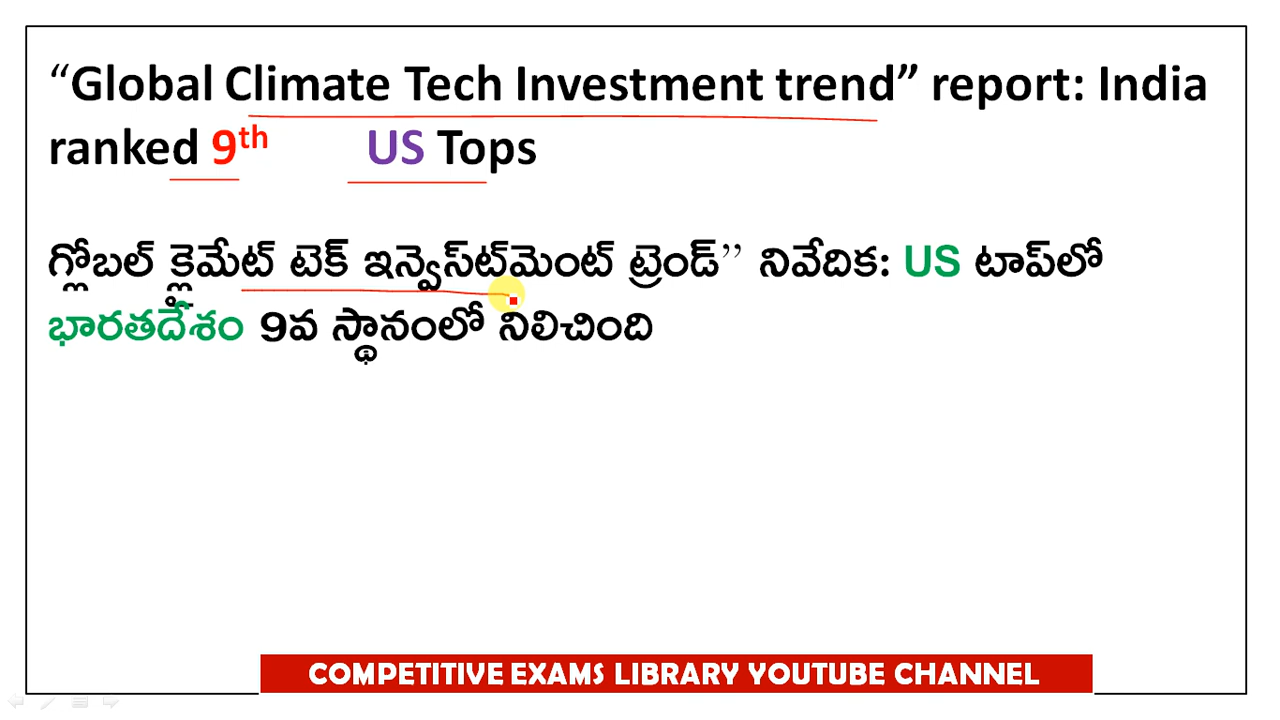 “Global Climate Tech Investment trend” report: India
ranked 9th US Tops
గ్లోబల్ క్లైమేట్ టెక్ ఇన్వెస్ట్‌మెంట్ ట్రెండ్” నివేదిక: US టాప్‌లో
భారతదేశం 9వ స్థానంలో నిలిచింది
COMPETITIVE EXAMS LIBRARY YOUTUBE CHANNEL